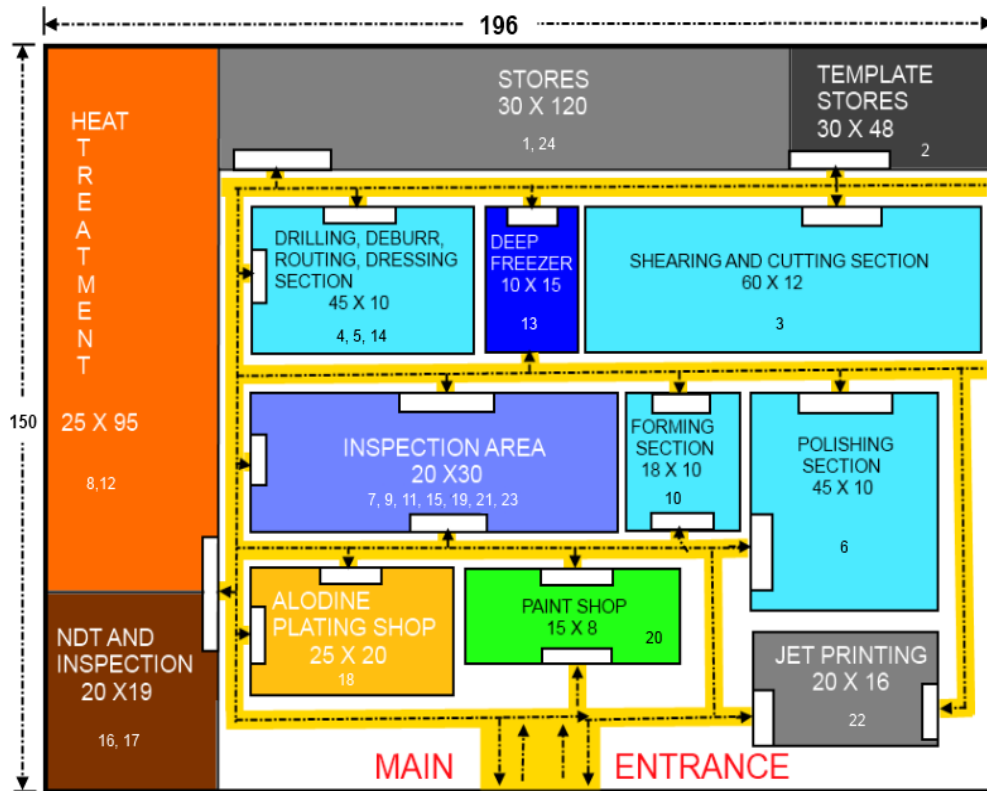 196
150
HEAT
T
R
E
A
T
M
E
N
T
25 X 95
8,12
STORES
30 X 120
1, 24
TEMPLATE
STORES
30 X 48
2
DRILLING, DEBURR,
ROUTING, DRESSING
SECTION
45 X 10
4, 5, 14
DEEP
FREEZER
10 X 15
13
SHEARING AND CUTTING SECTION
60 X 12
3
INSPECTION AREA
20 X30
7, 9, 11, 15, 19, 21, 23
FORMING
SECTION
18 X 10
10
POLISHING
SECTION
45 X 10
6
NDT AND
INSPECTION
20 X19
16, 17
ALODINE
PLATING SHOP
25 X 20
18
PAINT SHOP
15 X 8
20
JET PRINTING
20 X 16
22
MAIN ENTRANCE